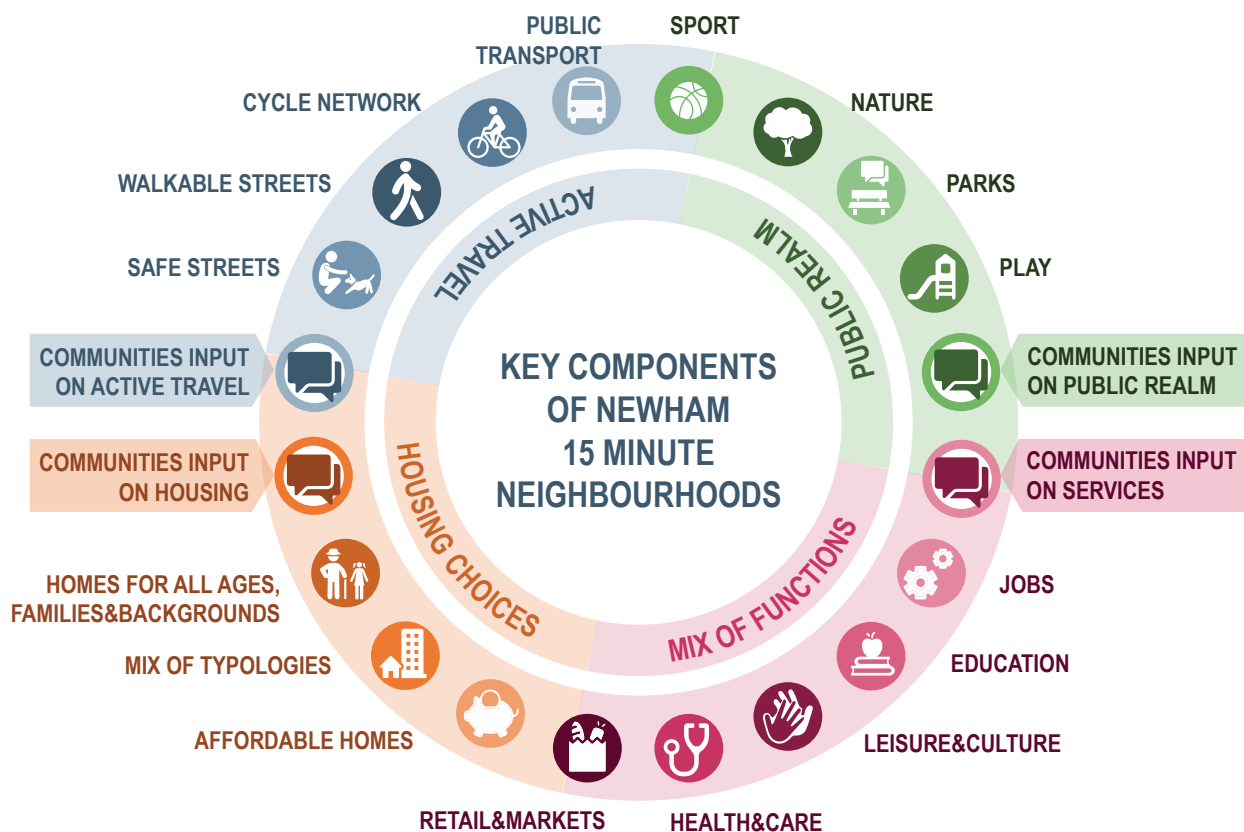 PUBLIC
TRANSPORT
SPORT
CYCLE NETWORK
NATURE
WALKABLE STREETS
PARKS
SAFE STREETS
PLAY
ACTIVE TRAVEL
PUBLIC REALM
COMMUNITIES INPUT
ON ACTIVE TRAVEL
COMMUNITIES INPUT
ON PUBLIC REALM
KEY COMPONENTS
OF NEWHAM
15 MINUTE
NEIGHBOURHOODS
COMMUNITIES INPUT
ON HOUSING
COMMUNITIES INPUT
ON SERVICES
HOUSING CHOICES
MIX OF FUNCTIONS
HOMES FOR ALL AGES,
FAMILIES&BACKGROUNDS
JOBS
MIX OF TYPOLOGIES
EDUCATION
AFFORDABLE HOMES
LEISURE&CULTURE
RETAIL&MARKETS
HEALTH&CARE